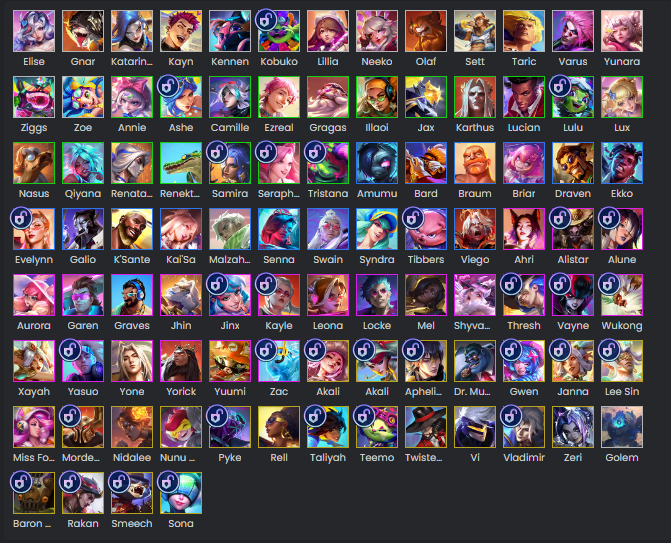 Elise Gnar Katarin... Kayn Kennen Kobuko Lillia Neeko Olaf Sett Taric Varus Yunara
Ziggs Zoe Annie Ashe Camille Ezreal Gragas Illaoi Jax Karthus Lucian Lulu Lux
Nasus Qiyana Renata... Renekt... Samira Seraph... Tristana Amumu Bard Braum Briar Draven Ekko
Evelynn Galio K'Sante Kai'Sa Malzah... Senna Swain Syndra Tibbers Viego Ahri Alistar Alune
Aurora Garen Graves Jhin Jinx Kayle Leona Locke Mel Shyva... Thresh Vayne Wukong
Xayah Yasuo Yone Yorick Yuumi Zac Akali Akali Apheli... Dr. Mu... Gwen Janna Lee Sin
Miss Fo... Morde... Nidalee Nunu ... Pyke Rell Taliyah Teemo Twiste... Vi Vladimir Zeri Golem
Baron ... Rakan Smeech Sona